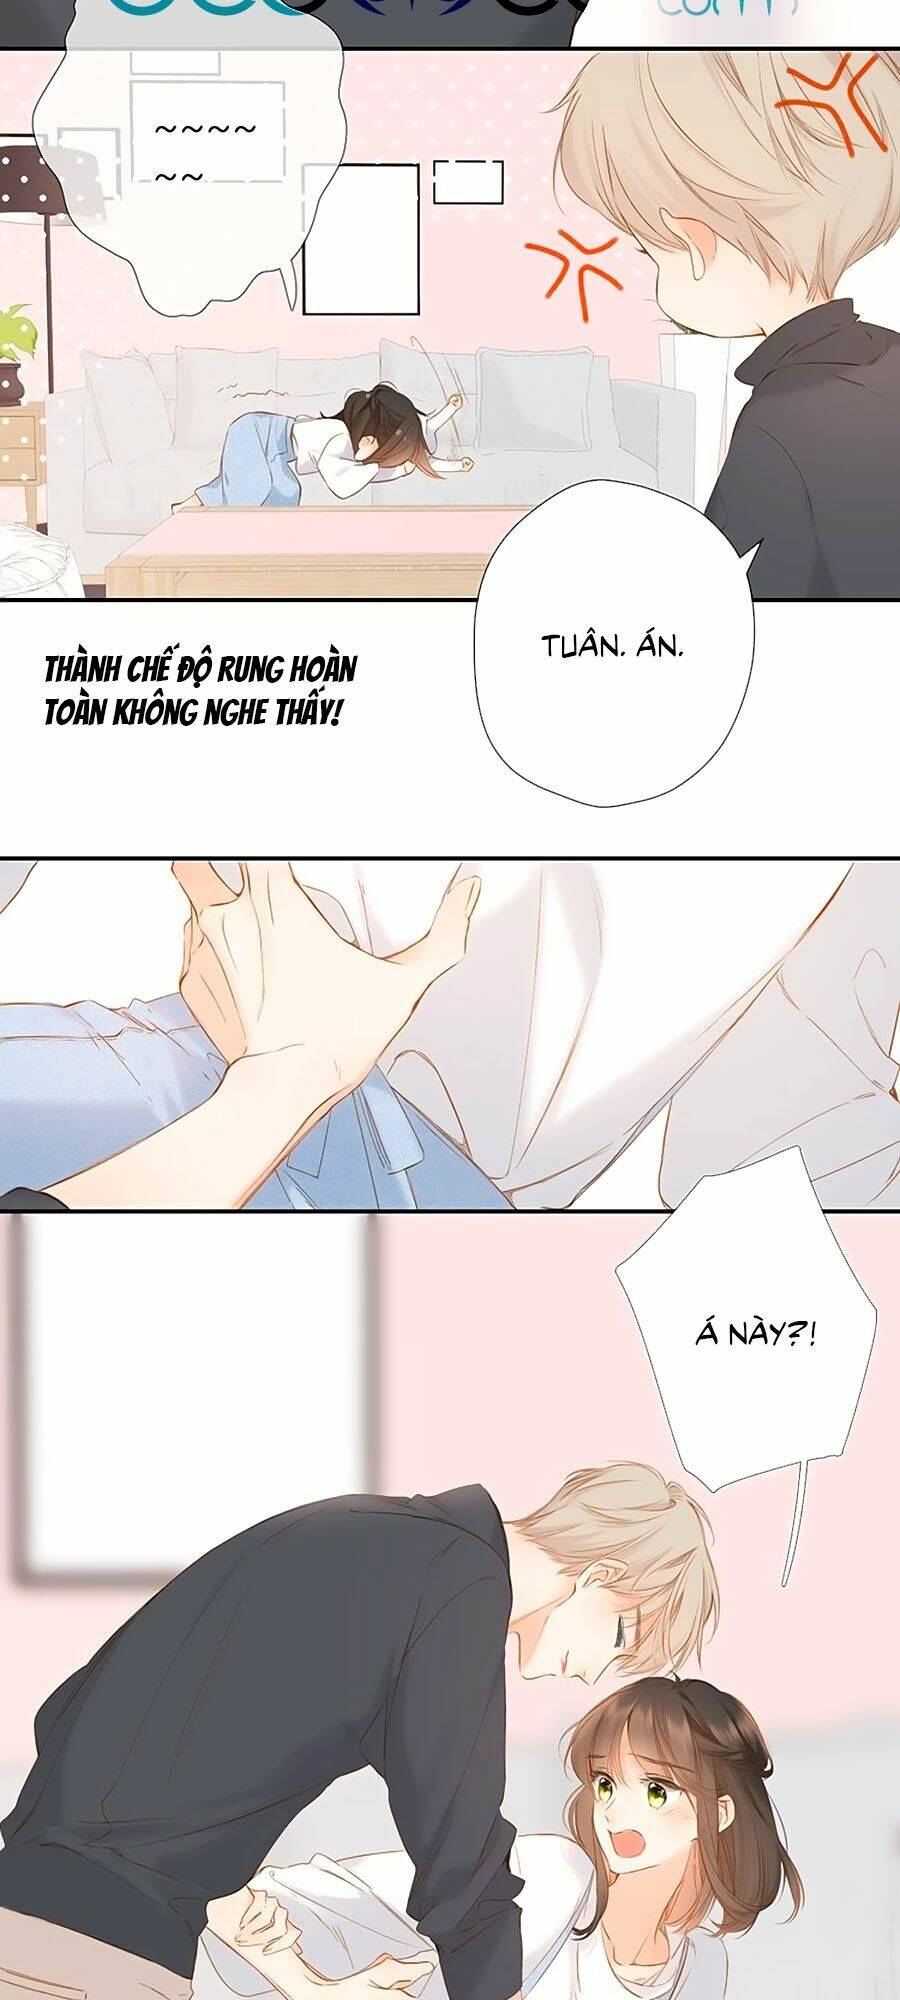 ~~~~
~~
TUÂN. ÁN.
THÀNH CHẾ ĐỘ RUNG HOÀN
TOÀN KHÔNG NGHE THẤY!
Á NÀY?!